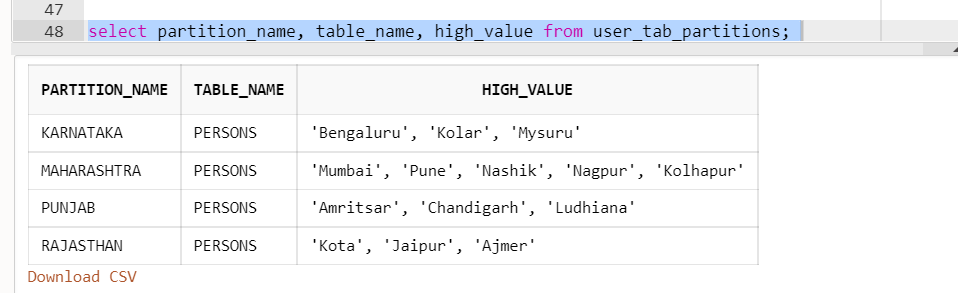 47
48 select partition_name, table_name, high_value from user_tab_partitions;
PARTITION_NAME TABLE_NAME HIGH_VALUE
KARNATAKA PERSONS 'Bengaluru', 'Kolar', 'Mysuru'
MAHARASHTRA PERSONS 'Mumbai', 'Pune', 'Nashik', 'Nagpur', 'Kolhapur'
PUNJAB PERSONS 'Amritsar', 'Chandigarh', 'Ludhiana'
RAJASTHAN PERSONS 'Kota', 'Jaipur', 'Ajmer'
Download CSV